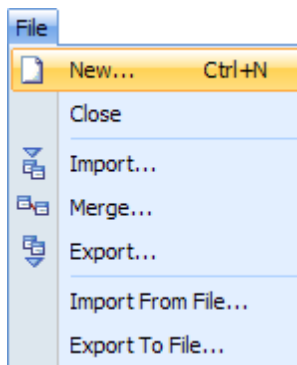 File
New... Ctrl+N
Close
Import...
Merge...
Export...
Import From File...
Export To File...